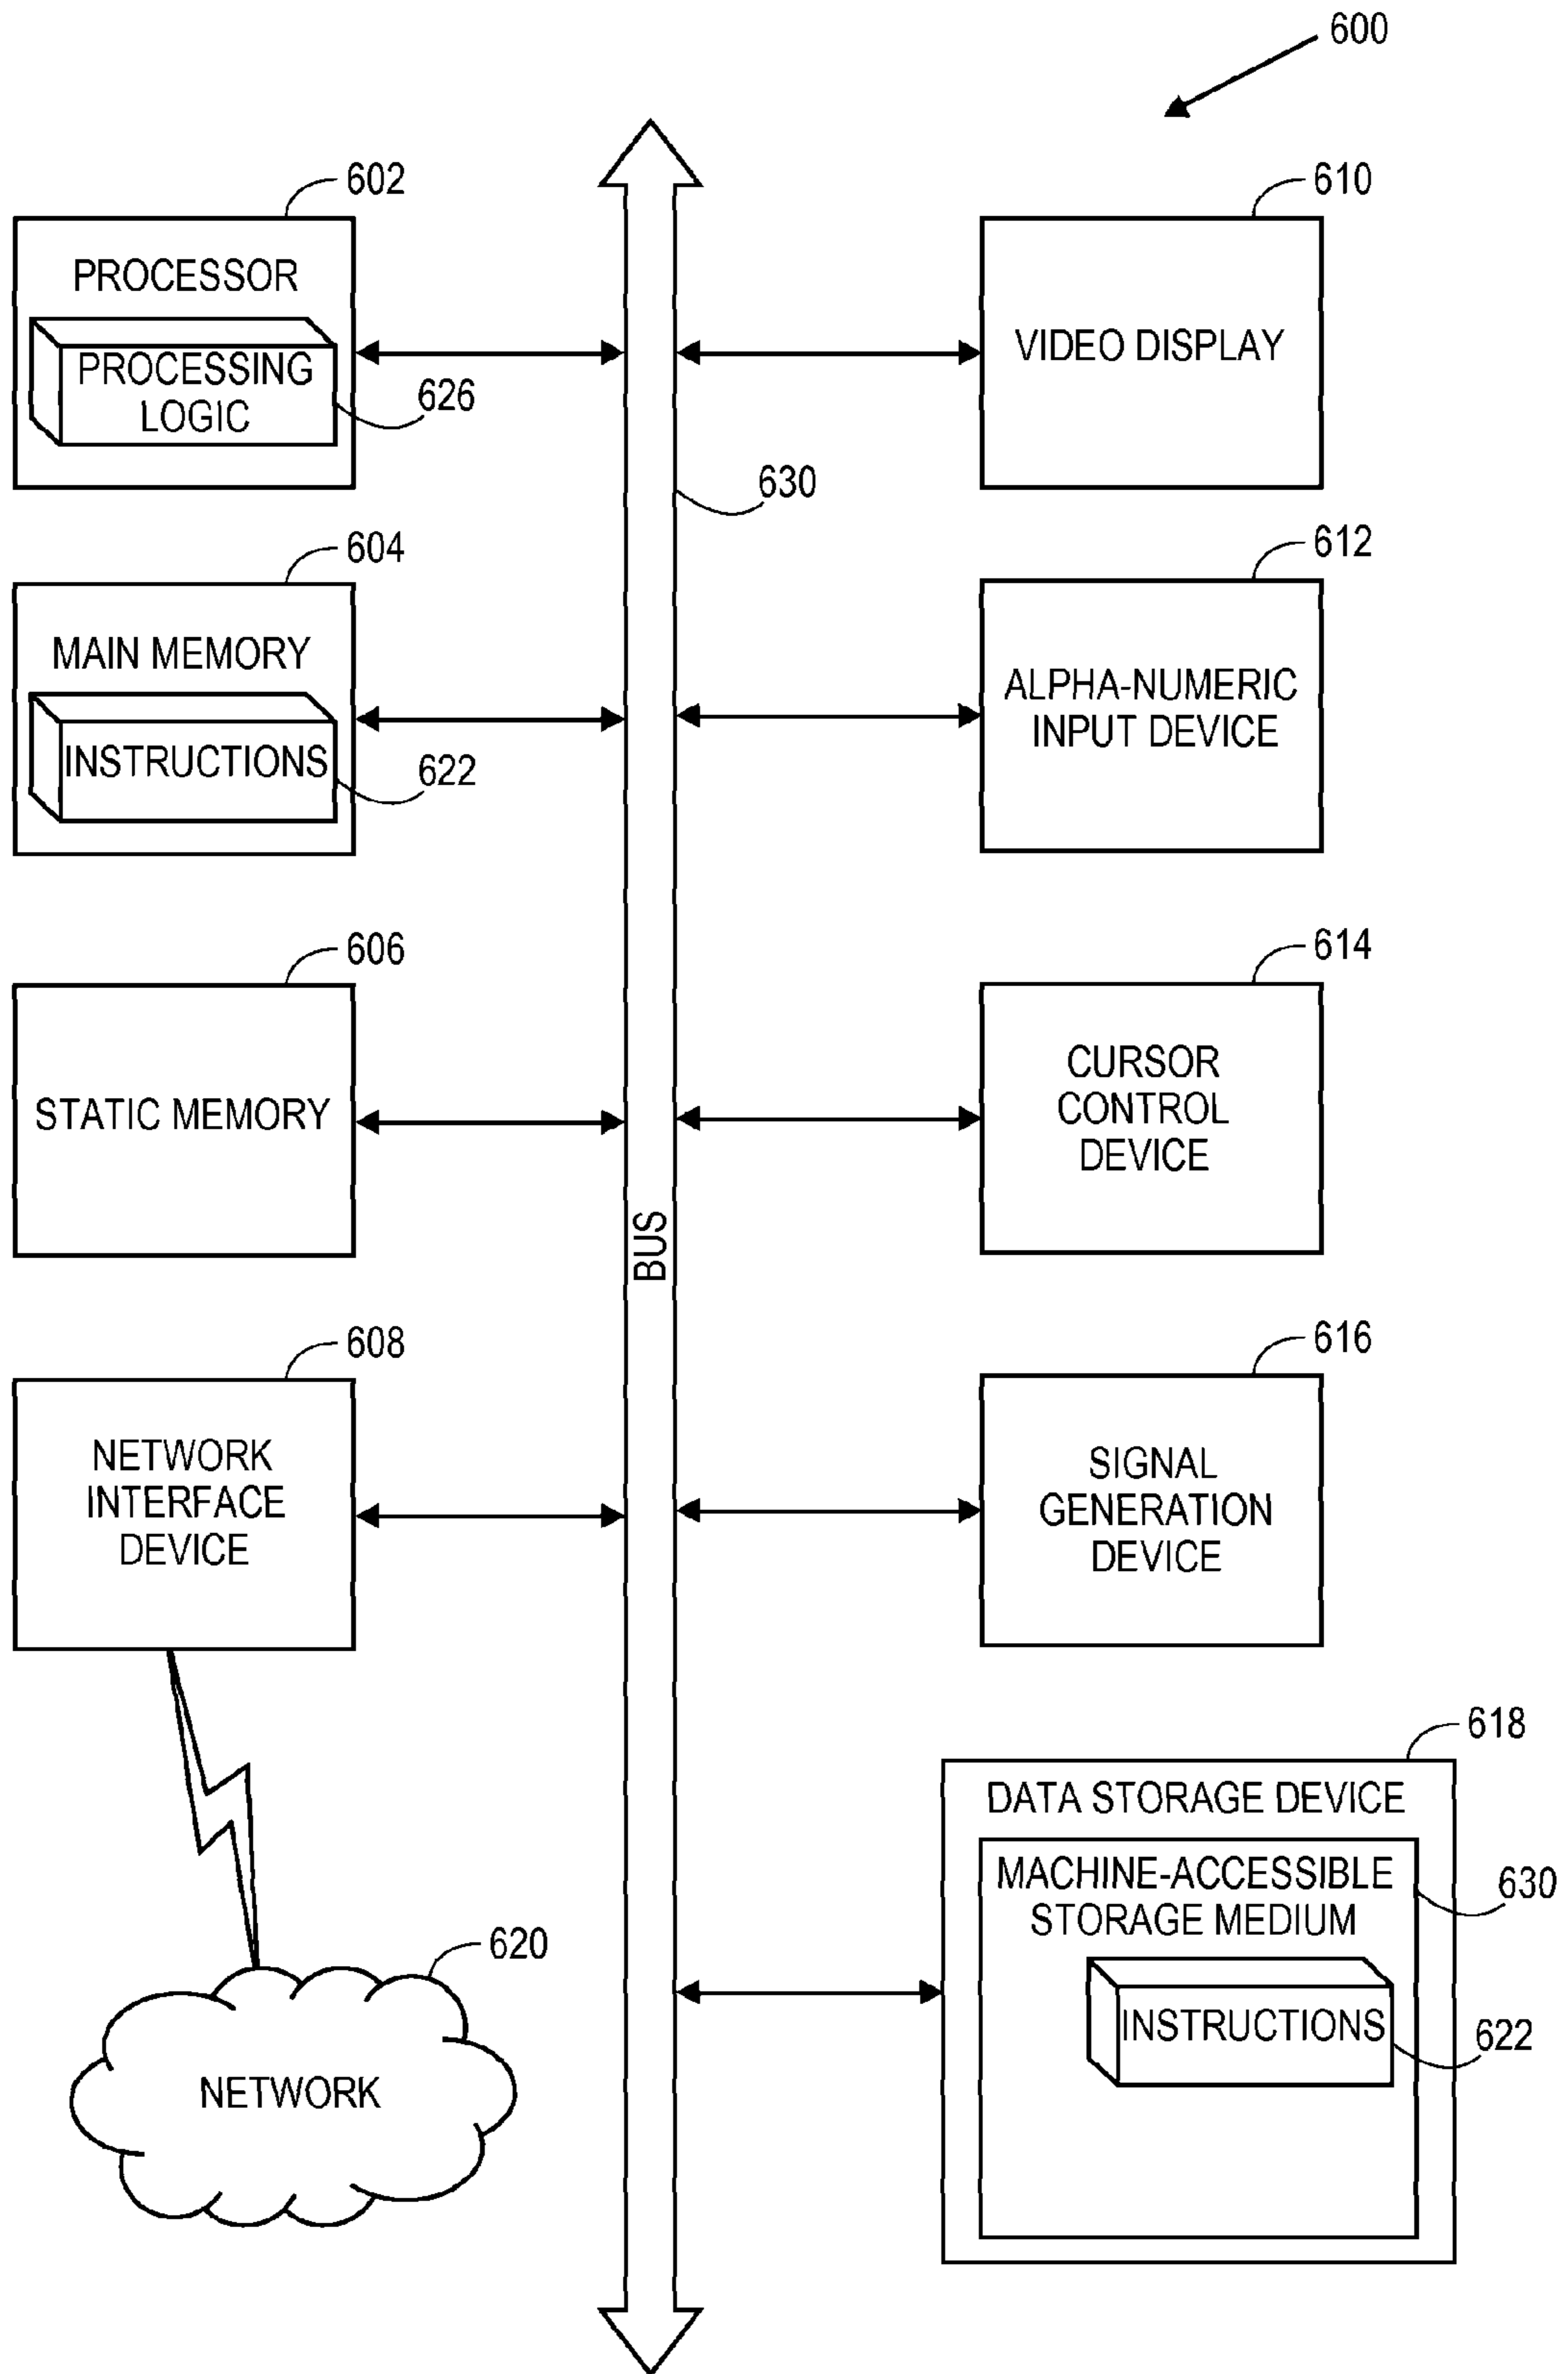 600
602
PROCESSOR
PROCESSING
LOGIC
626
604
MAIN MEMORY
INSTRUCTIONS
622
606
STATIC MEMORY
608
NETWORK
INTERFACE
DEVICE
620
NETWORK
630
BUS
610
VIDEO DISPLAY
612
ALPHA-NUMERIC
INPUT DEVICE
614
CURSOR
CONTROL
DEVICE
616
SIGNAL
GENERATION
DEVICE
618
DATA STORAGE DEVICE
MACHINE-ACCESSIBLE
STORAGE MEDIUM
630
INSTRUCTIONS
622